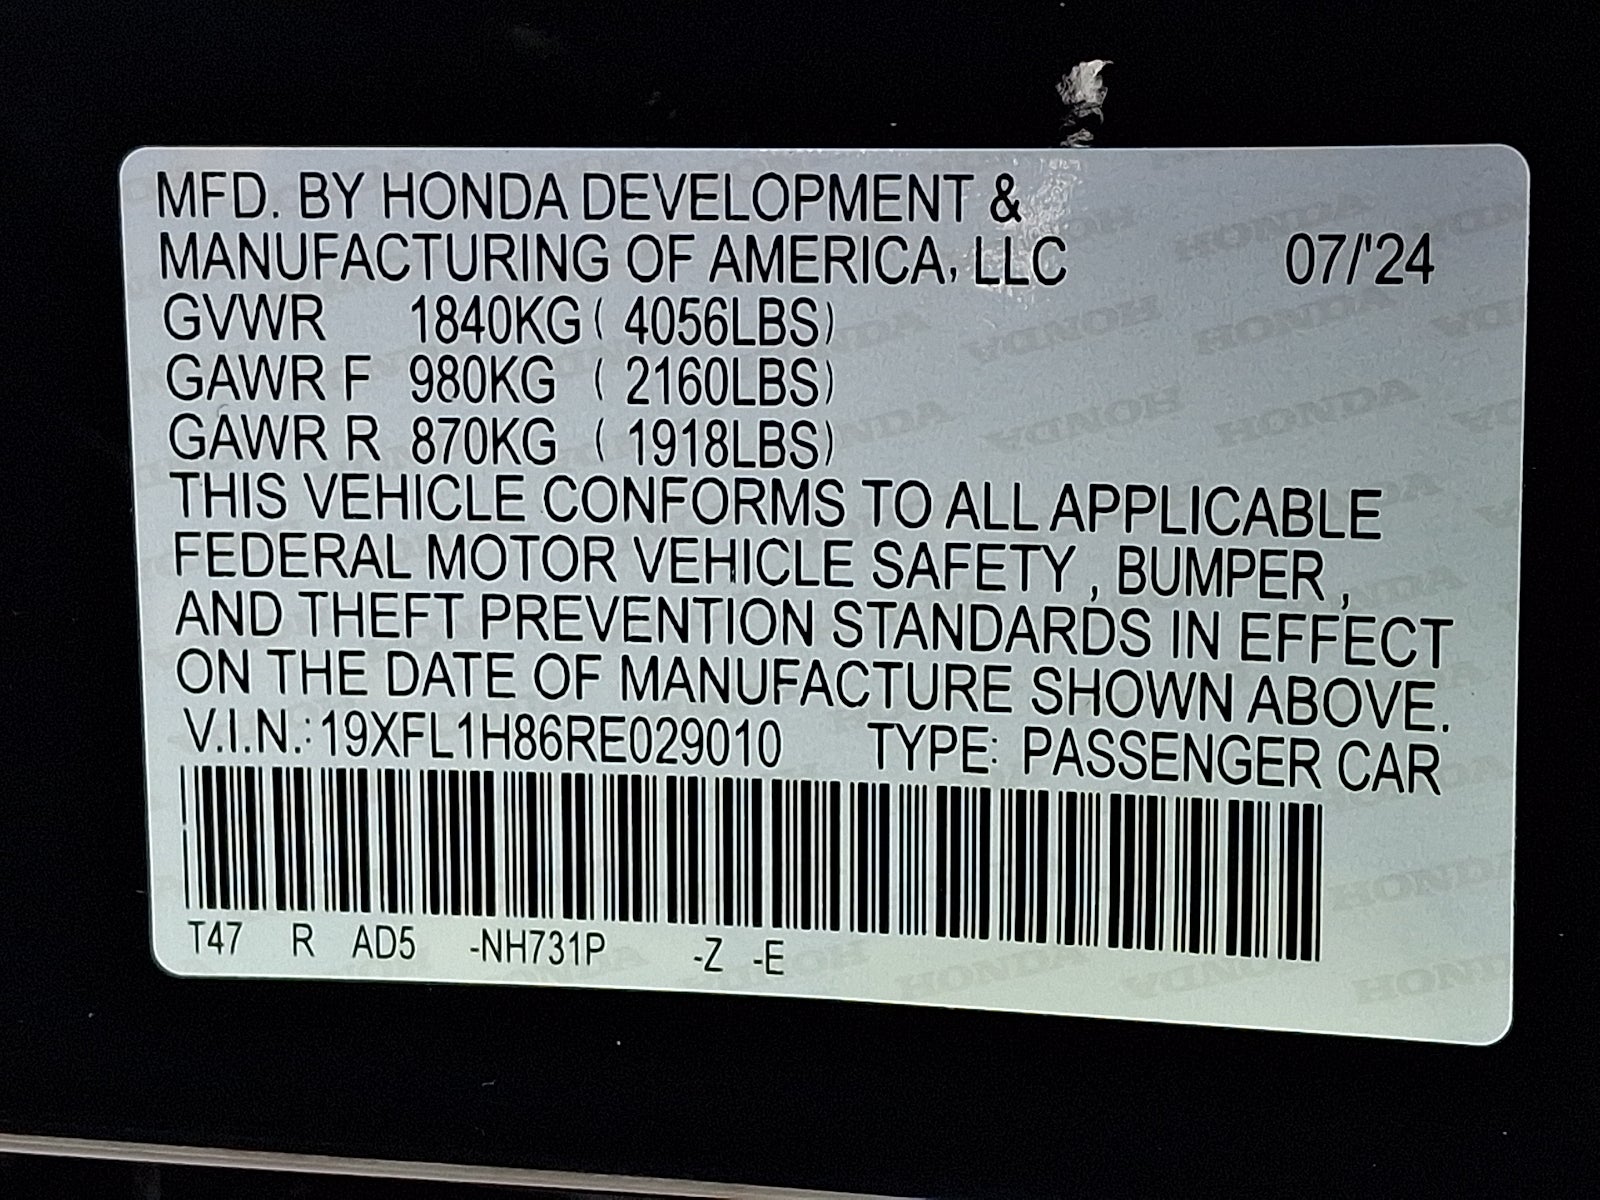 MFD. BY HONDA DEVELOPMENT &
MANUFACTURING OF AMERICA, LLC 07/'24
GVWR 1840KG ( 4056LBS)
GAWR F 980KG ( 2160LBS)
GAWR R 870KG ( 1918LBS)
THIS VEHICLE CONFORMS TO ALL APPLICABLE
FEDERAL MOTOR VEHICLE SAFETY , BUMPER ,
AND THEFT PREVENTION STANDARDS IN EFFECT
ON THE DATE OF MANUFACTURE SHOWN ABOVE.
V.I.N.: 19XFL1H86RE029010 TYPE: PASSENGER CAR
T47 R AD5 -NH731P -Z -E